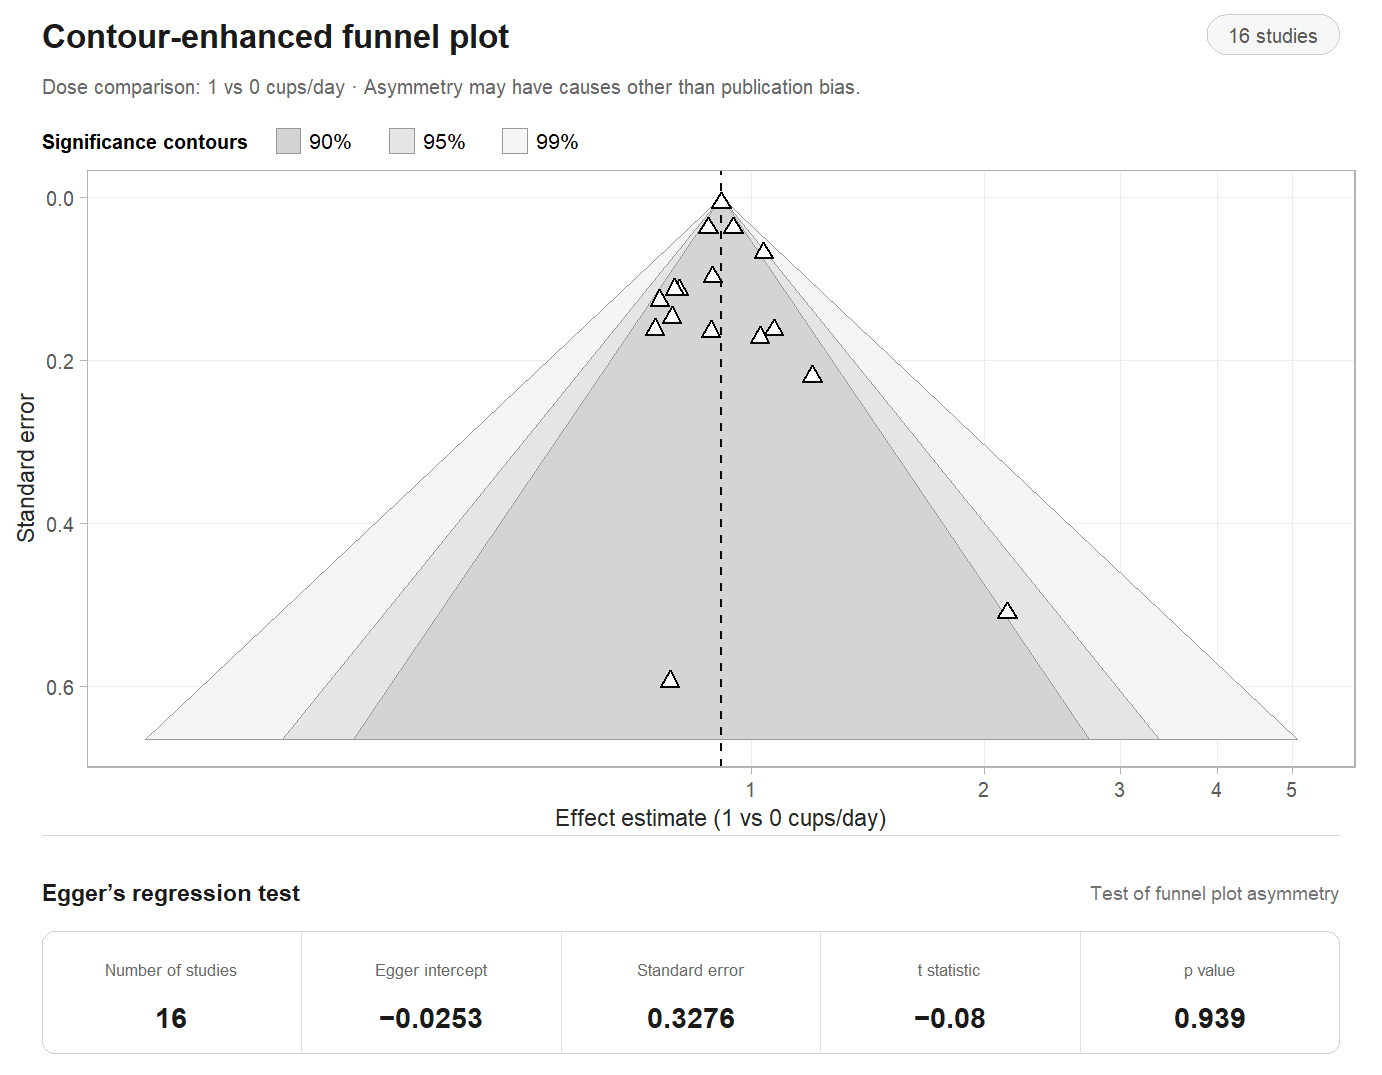 Contour-enhanced funnel plot
16 studies
Dose comparison: 1 vs 0 cups/day · Asymmetry may have causes other than publication bias.
Significance contours 90% 95% 99%
0.0
0.2
0.4
0.6
Standard error
1 2 3 4 5
Effect estimate (1 vs 0 cups/day)
Egger’s regression test
Test of funnel plot asymmetry
Number of studies Egger intercept Standard error t statistic p value
16 −0.0253 0.3276 −0.08 0.939